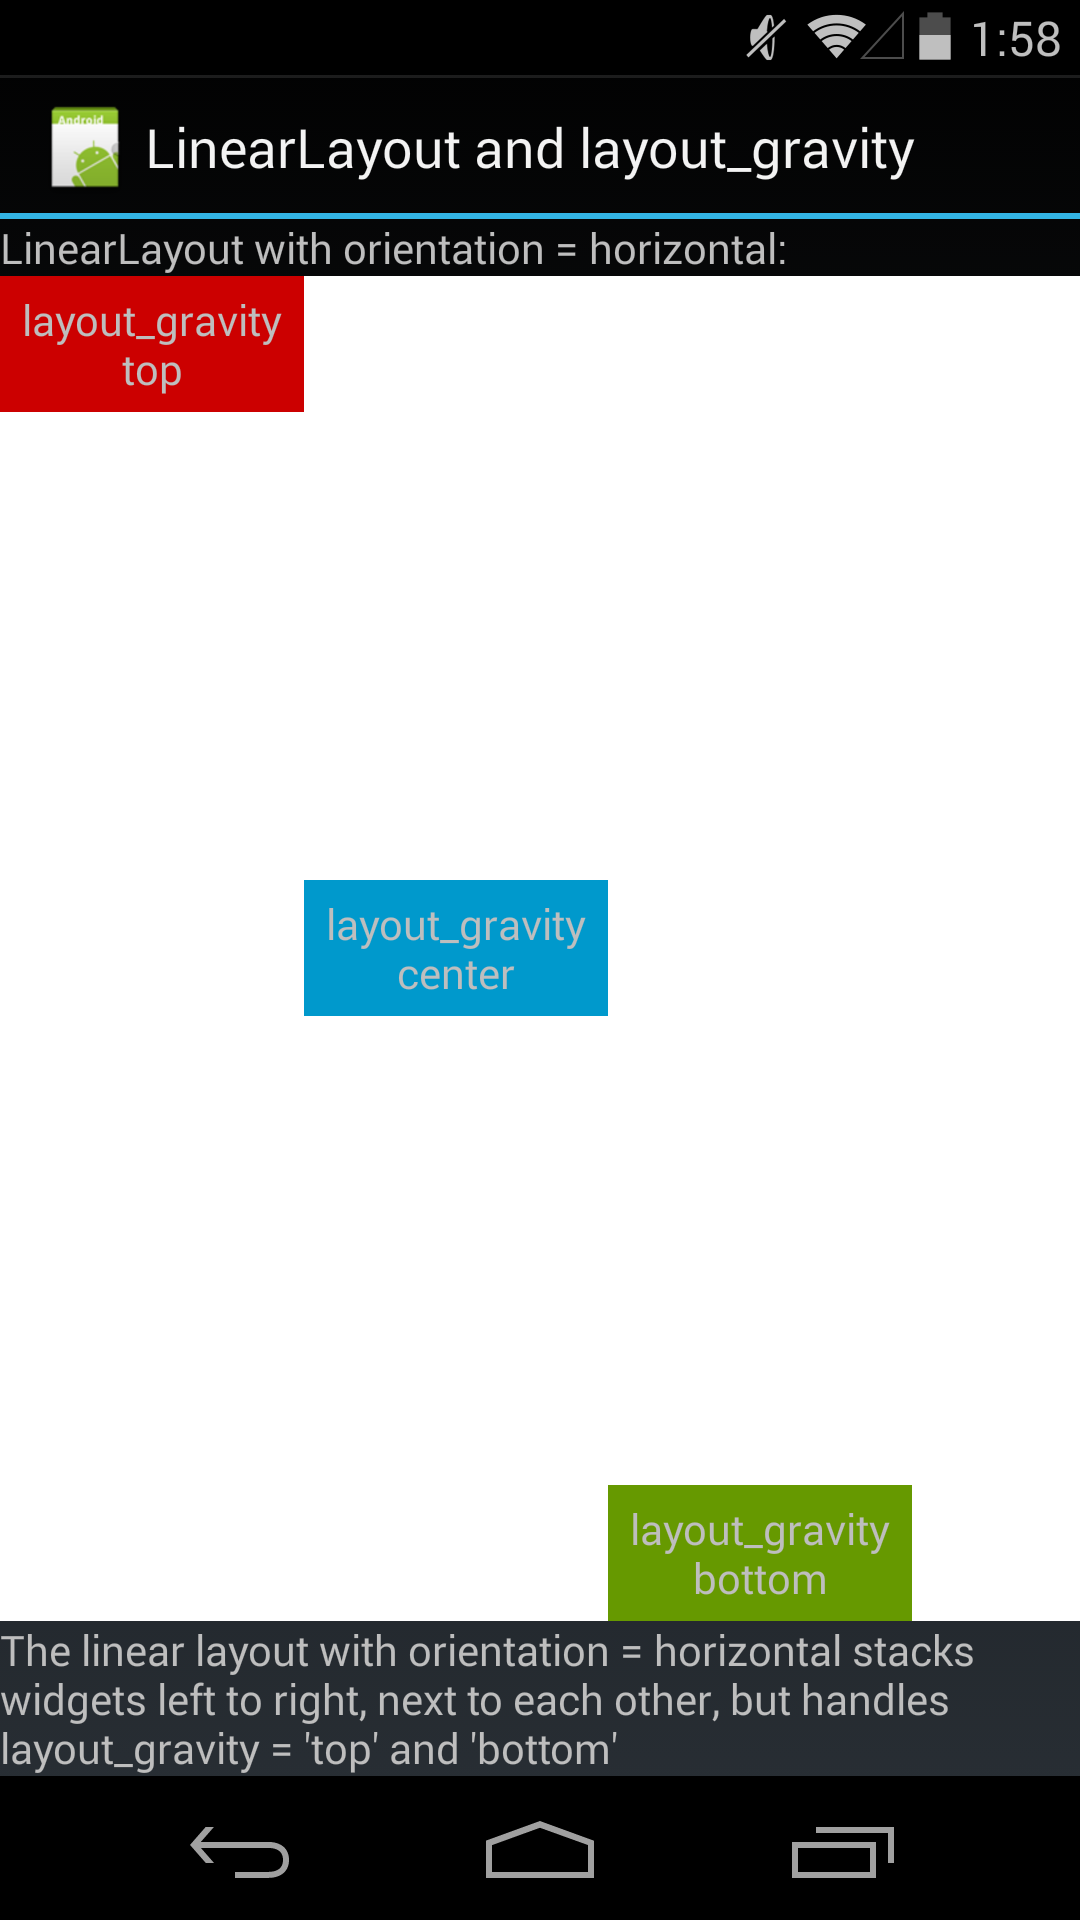 1:58
Android
LinearLayout and layout_gravity
LinearLayout with orientation = horizontal:
layout_gravity
top
layout_gravity
center
layout_gravity
bottom
The linear layout with orientation = horizontal stacks
widgets left to right, next to each other, but handles
layout_gravity = 'top' and 'bottom'